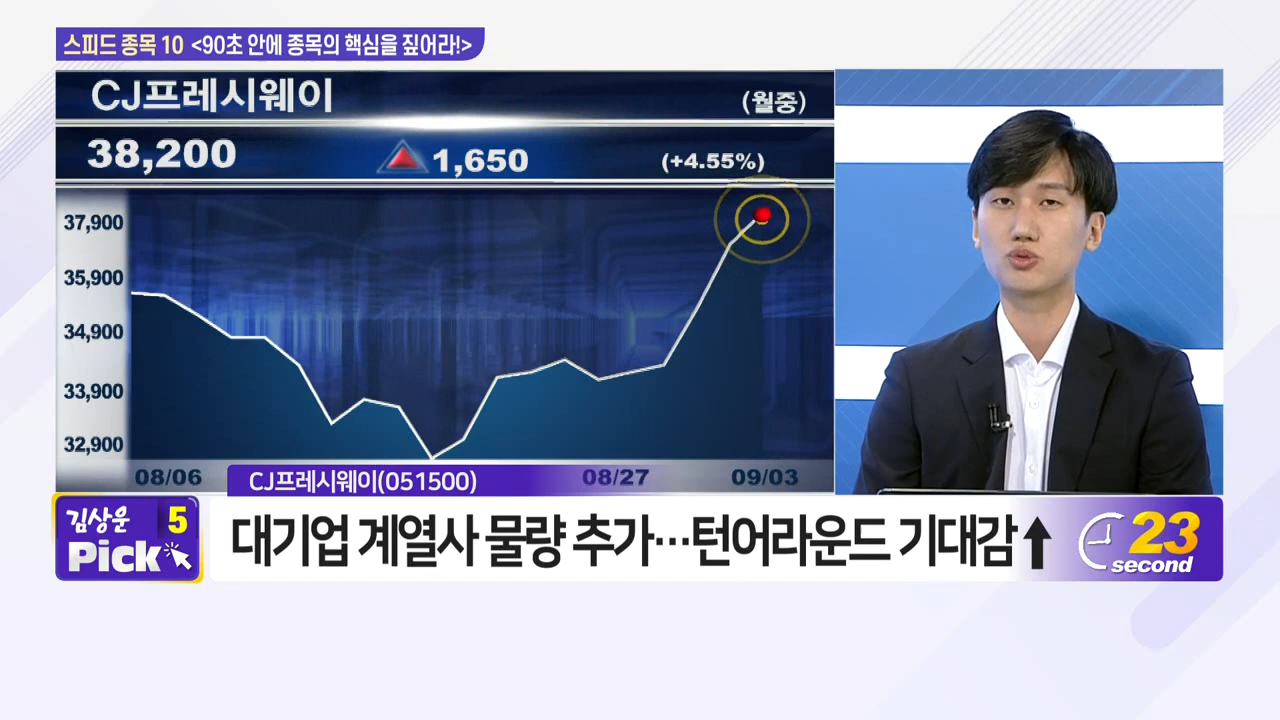 스피드 종목 10 <90초 안에 종목의 핵심을 짚어라!>
CJ프레시웨이 (월중)
38,200 ▲ 1,650 (+4.55%)
37,900
35,900
34,900
33,900
32,900
08/06 08/27 09/03
CJ프레시웨이(051500)
김상운 5
Pick
대기업 계열사 물량 추가…턴어라운드 기대감↑
23
second